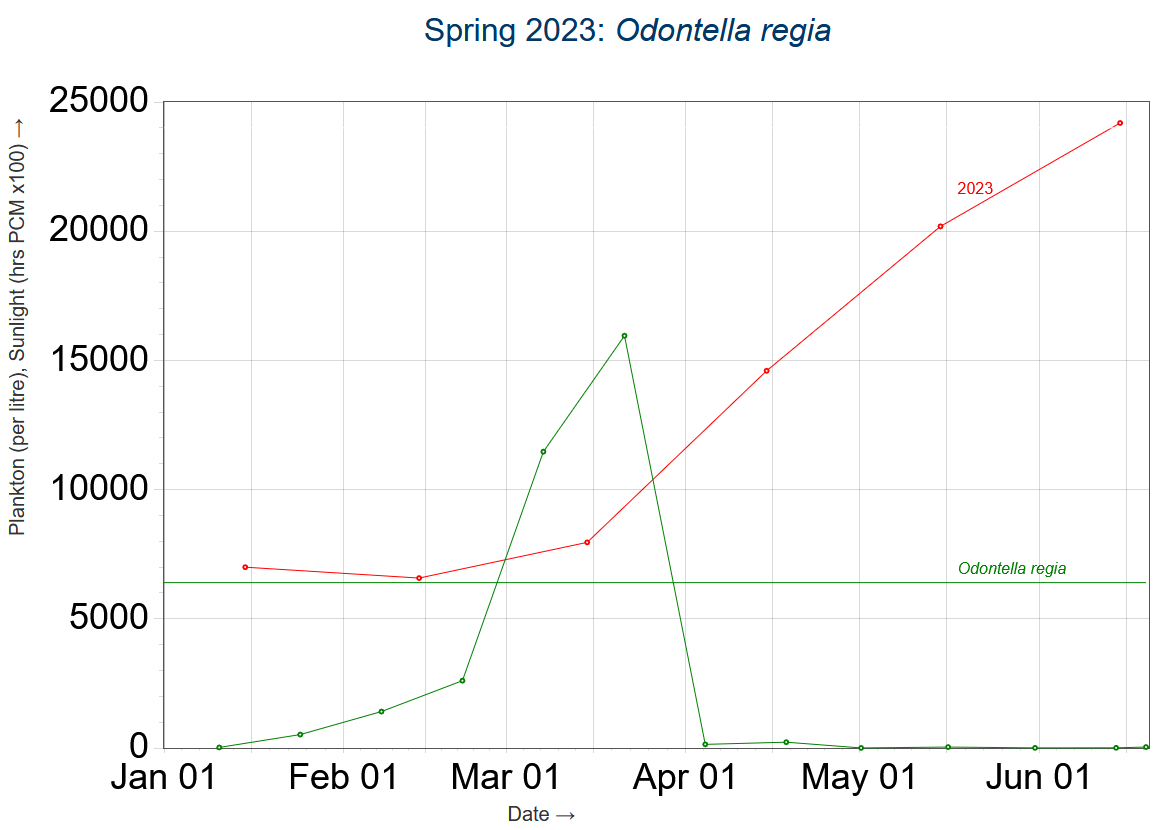 Spring 2023: Odontella regia
Plankton (per litre), Sunlight (hrs PCM x100) →
25000
20000
15000
10000
5000
0
2023
Odontella regia
Jan 01 Feb 01 Mar 01 Apr 01 May 01 Jun 01
Date →